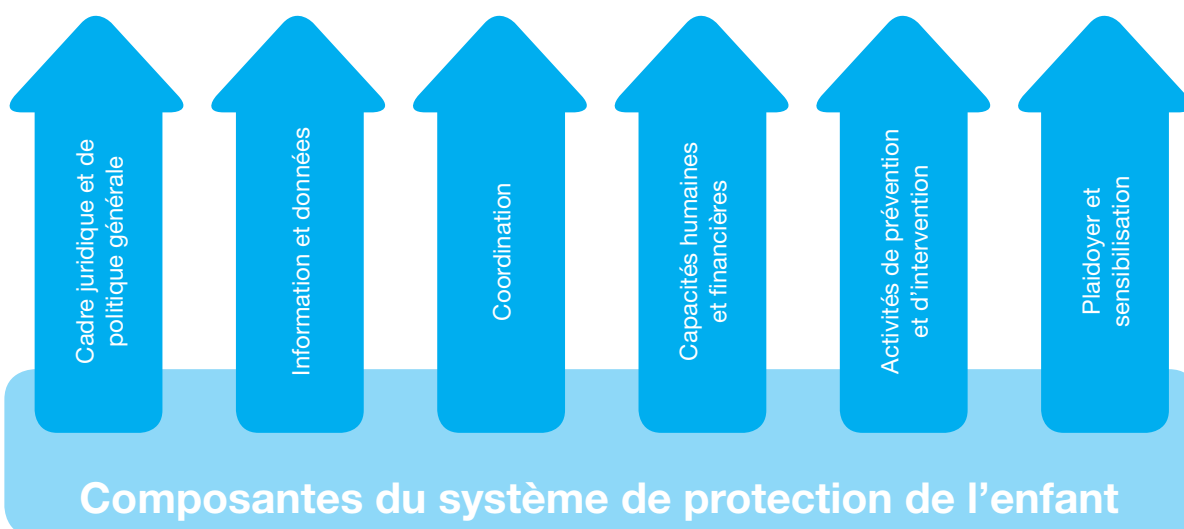 Cadre juridique et de
politique générale
Information et données
Coordination
Capacités humaines
et financières
Activités de prévention
et d’intervention
Plaidoyer et
sensibilisation
Composantes du système de protection de l’enfant